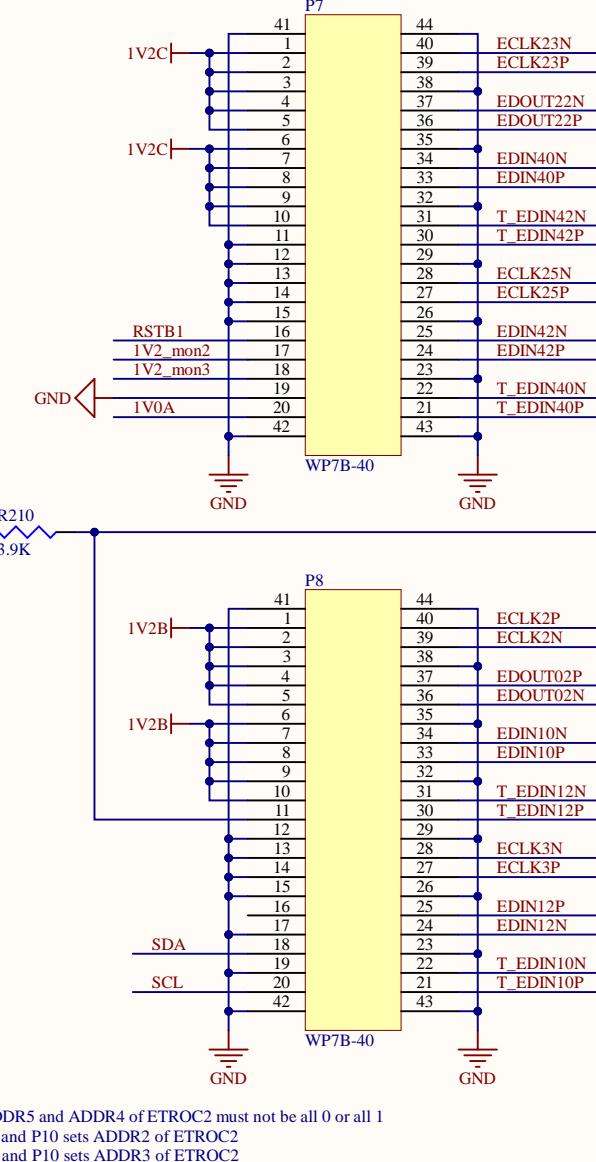 P7
41 44
1V2C 1 40 ECLK23N
2 39 ECLK23P
3 38
4 37 EDOUT22N
5 36 EDOUT22P
1V2C 6 35
7 34 EDIN40N
8 33 EDIN40P
9 32
10 31 T_EDIN42N
11 30 T_EDIN42P
12 29
13 28 ECLK25N
14 27 ECLK25P
15 26
RSTB1 16 25 EDIN42N
1V2_mon2 17 24 EDIN42P
1V2_mon3 18 23
GND 19 22 T_EDIN40N
1V0A 20 21 T_EDIN40P
42 43
WP7B-40
GND GND
R210
3.9K
P8
41 44
1V2B 1 40 ECLK2P
2 39 ECLK2N
3 38
4 37 EDOUT02P
5 36 EDOUT02N
1V2B 6 35
7 34 EDIN10N
8 33 EDIN10P
9 32
10 31 T_EDIN12N
11 30 T_EDIN12P
12 29
13 28 ECLK3N
14 27 ECLK3P
15 26
16 25 EDIN12P
17 24 EDIN12N
SDA 18 23
19 22 T_EDIN10N
SCL 20 21 T_EDIN10P
42 43
WP7B-40
GND GND
DDR5 and ADDR4 of ETROC2 must not be all 0 or all 1
and P10 sets ADDR2 of ETROC2
and P10 sets ADDR3 of ETROC2